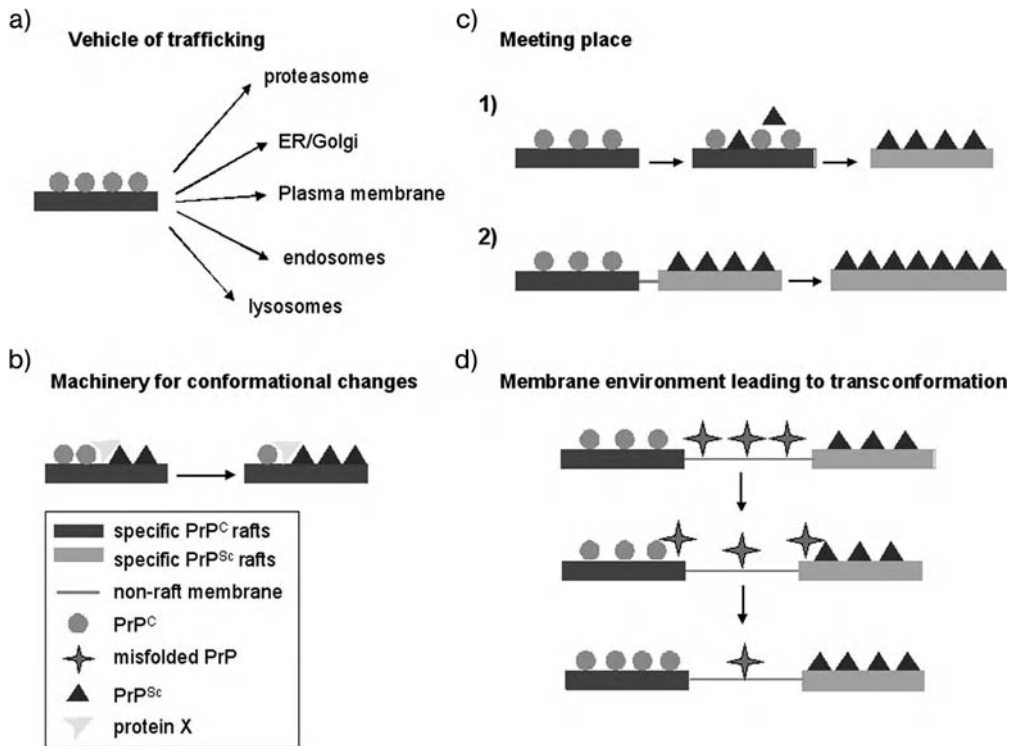 a)
Vehicle of trafficking
proteasome
ER/Golgi
Plasma membrane
endosomes
lysosomes
b)
Machinery for conformational changes
specific PrPᶜ rafts
specific PrPˢᶜ rafts
non-raft membrane
PrPᶜ
misfolded PrP
PrPˢᶜ
protein X
c)
Meeting place
1)
2)
d)
Membrane environment leading to transconformation